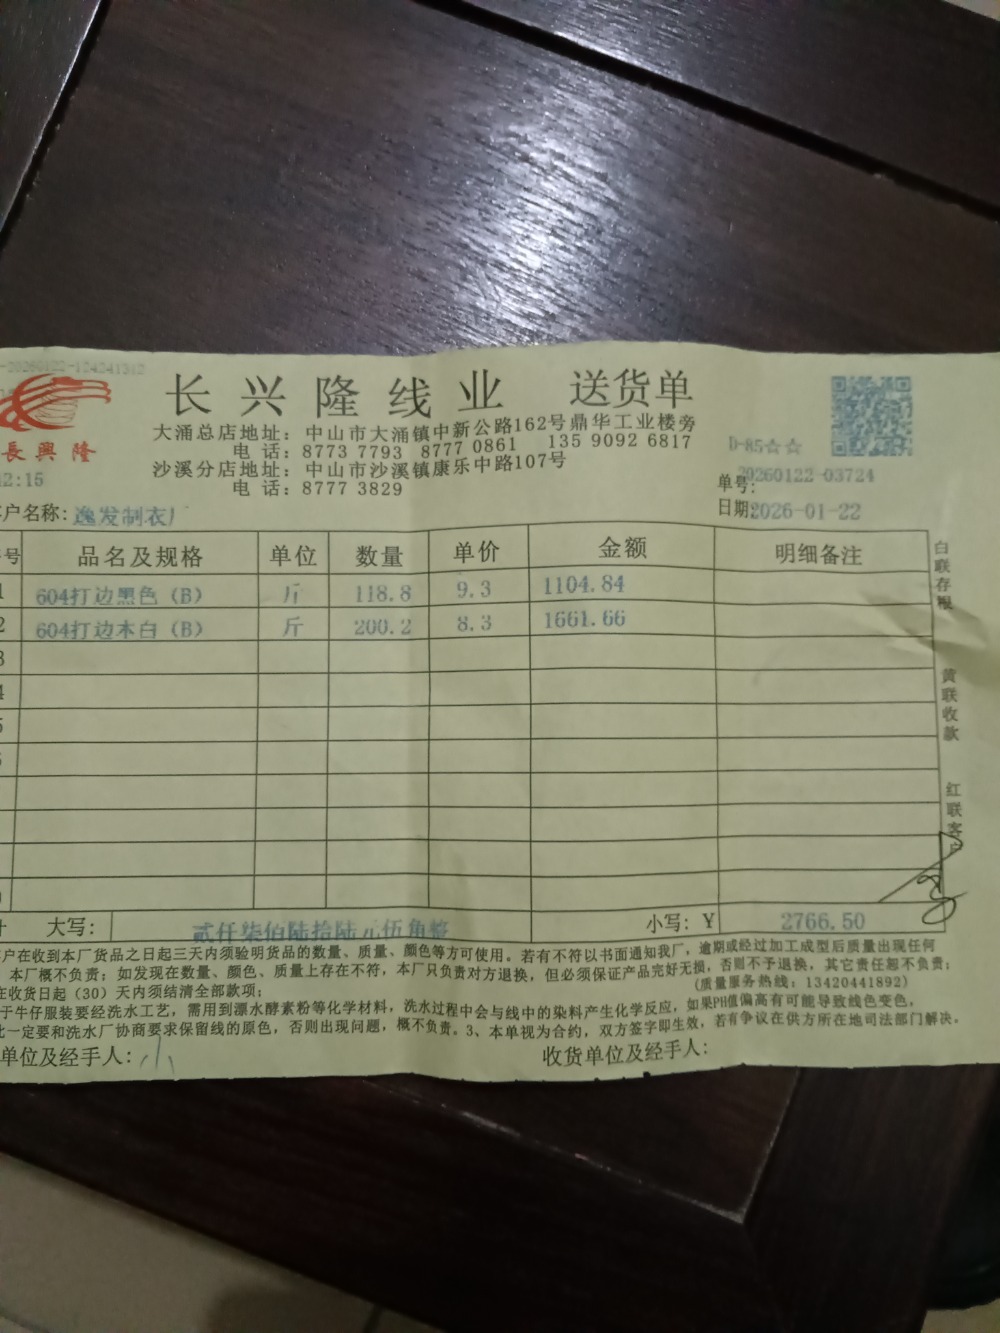 -20260122-124241312
长兴隆线业 送货单
長興隆
大涌总店地址：中山市大涌镇中新公路162号鼎华工业楼旁
电 话：8773 7793 8777 0861 135 9092 6817
沙溪分店地址：中山市沙溪镇康乐中路107号
电 话：8777 3829
D-85☆☆
2:15
单号：20260122-03724
户名称：逸发制衣厂
日期：2026-01-22
号 品名及规格 单位 数量 单价 金额 明细备注
1 604打边黑色（B） 斤 118.8 9.3 1104.84
2 604打边本白（B） 斤 200.2 8.3 1661.66
3
4
5
大写： 贰仟柒佰陆拾陆元伍角整 小写：Y 2766.50
白联存根
黄联收款
红联客户
户在收到本厂货品之日起三天内须验明货品的数量、质量、颜色等方可使用。若有不符以书面通知我厂，逾期或经过加工成型后质量出现任何
本厂概不负责；如发现在数量、颜色、质量上存在不符，本厂只负责对方退换，但必须保证产品完好无损，否则不予退换，其它责任恕不负责；
在收货日起（30）天内须结清全部款项；
(质量服务热线：13420441892)
于牛仔服装要经洗水工艺，需用到漂水酵素粉等化学材料，洗水过程中会与线中的染料产生化学反应，如果PH值偏高有可能导致线色变色，
比一定要和洗水厂协商要求保留线的原色，否则出现问题，概不负责。3、本单视为合约，双方签字即生效，若有争议在供方所在地司法部门解决。
单位及经手人：小
收货单位及经手人：